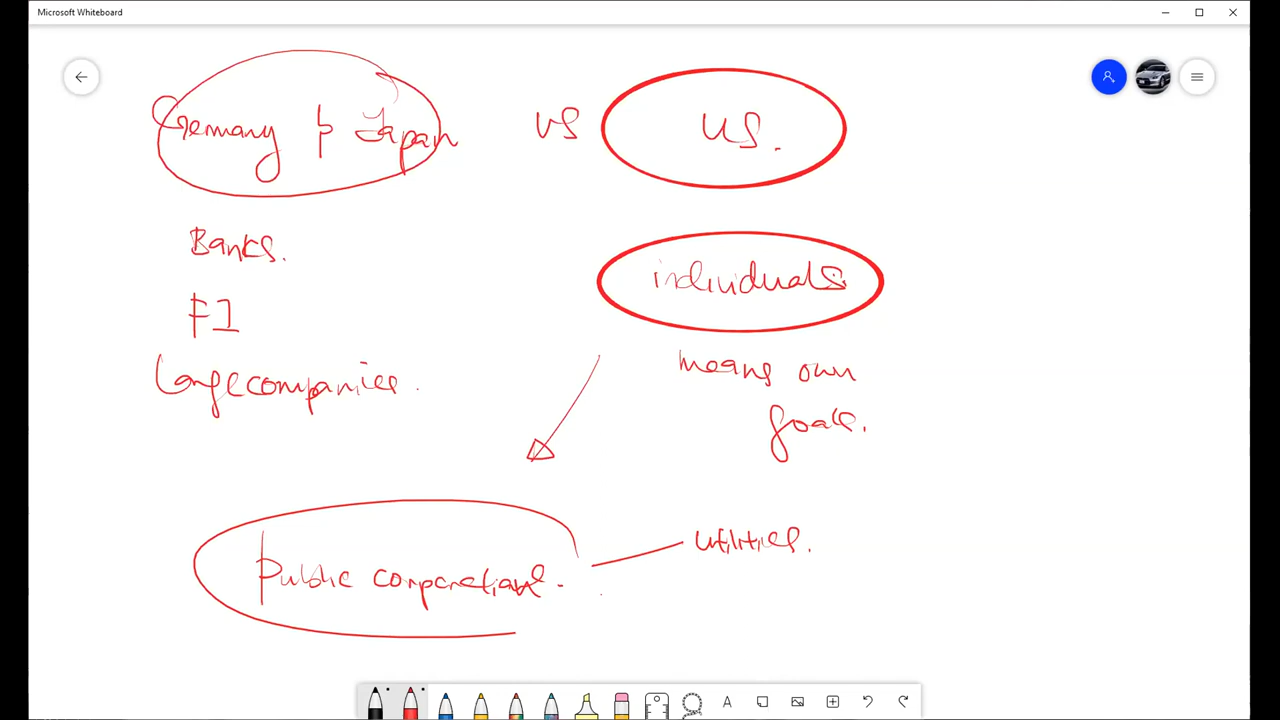 Microsoft Whiteboard
Germany & Japan vs US.
Banks.
FI
Large companies.
individuals.
means own
goals.
Public corporations.
utilities.
A